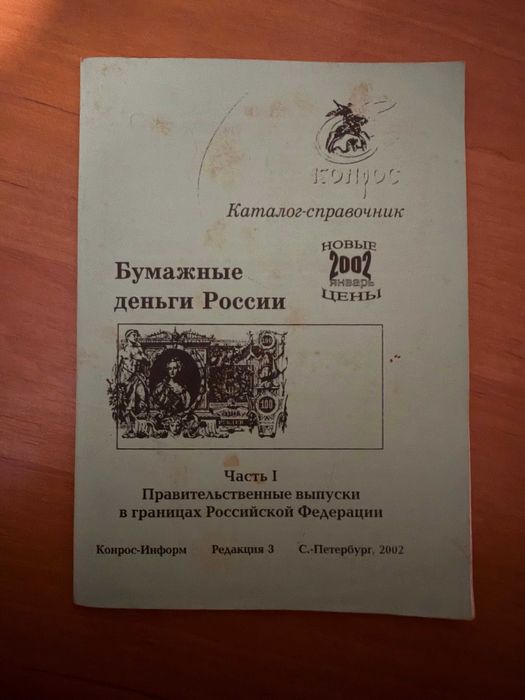 КОНРОС
Каталог-справочник
НОВЫЕ
2002
январь
ЦЕНЫ
Бумажные
деньги России
100
Часть I
Правительственные выпуски
в границах Российской Федерации
Конрос-Информ Редакция 3 С.-Петербург, 2002